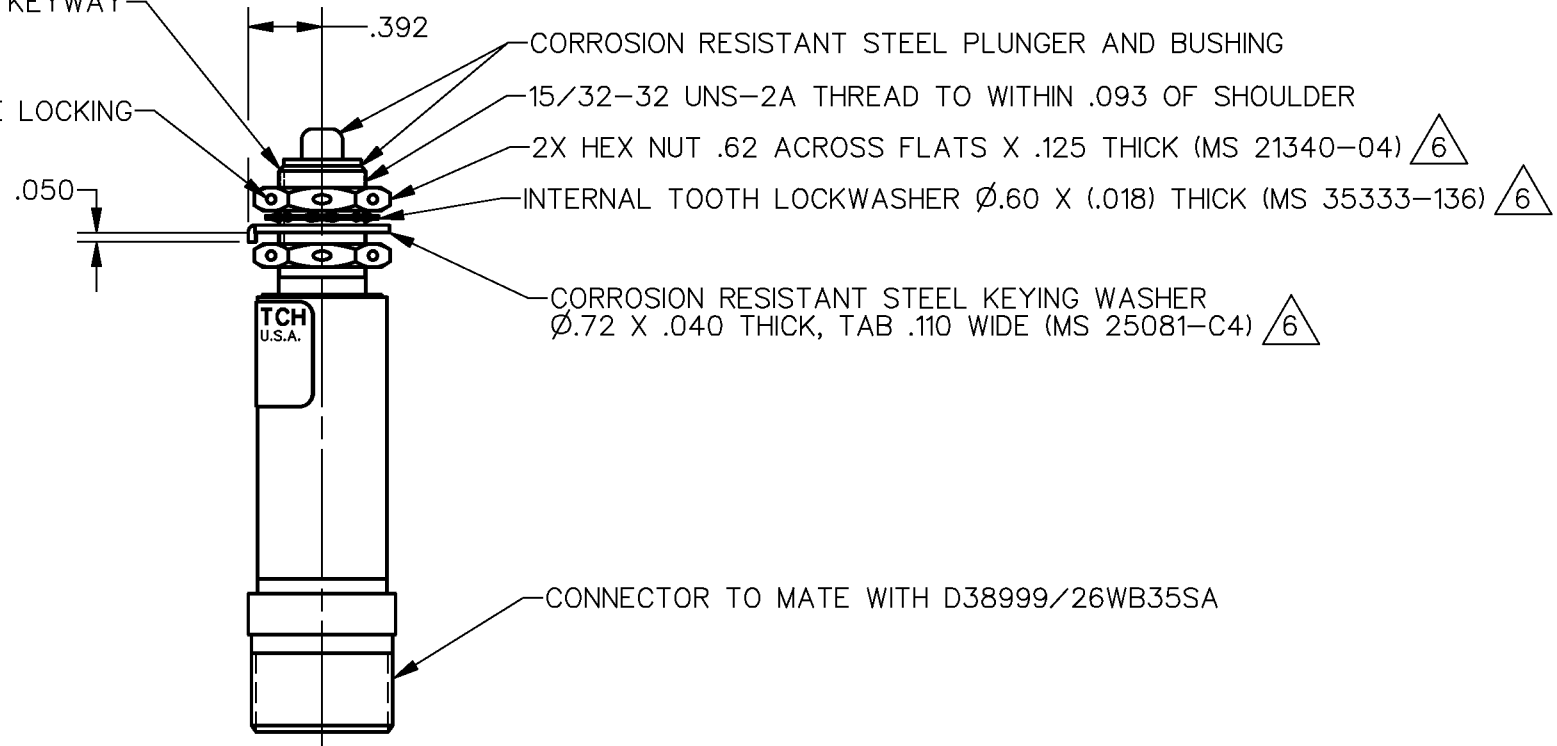 KEYWAY
.392
CORROSION RESISTANT STEEL PLUNGER AND BUSHING
15/32-32 UNS-2A THREAD TO WITHIN .093 OF SHOULDER
LOCKING
2X HEX NUT .62 ACROSS FLATS X .125 THICK (MS 21340-04) 6
.050
INTERNAL TOOTH LOCKWASHER Ø.60 X (.018) THICK (MS 35333-136) 6
CORROSION RESISTANT STEEL KEYING WASHER
Ø.72 X .040 THICK, TAB .110 WIDE (MS 25081-C4) 6
TCH
U.S.A.
CONNECTOR TO MATE WITH D38999/26WB35SA